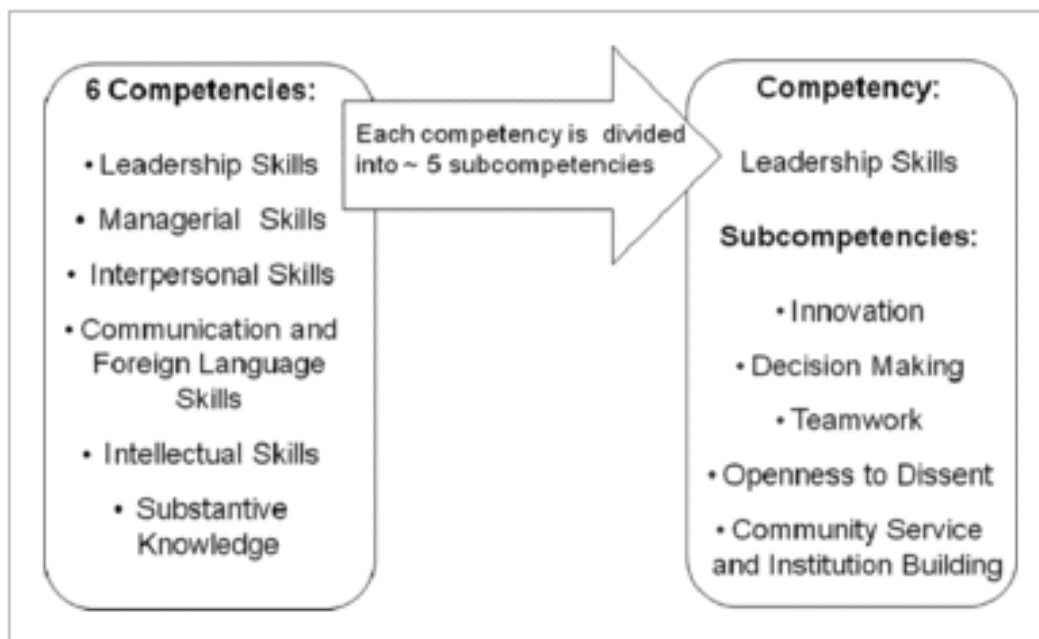 6 Competencies:
• Leadership Skills
• Managerial Skills
• Interpersonal Skills
• Communication and
Foreign Language
Skills
• Intellectual Skills
• Substantive
Knowledge
Each competency is divided
into ~ 5 subcompetencies
Competency:
Leadership Skills
Subcompetencies:
• Innovation
• Decision Making
• Teamwork
• Openness to Dissent
• Community Service
and Institution Building